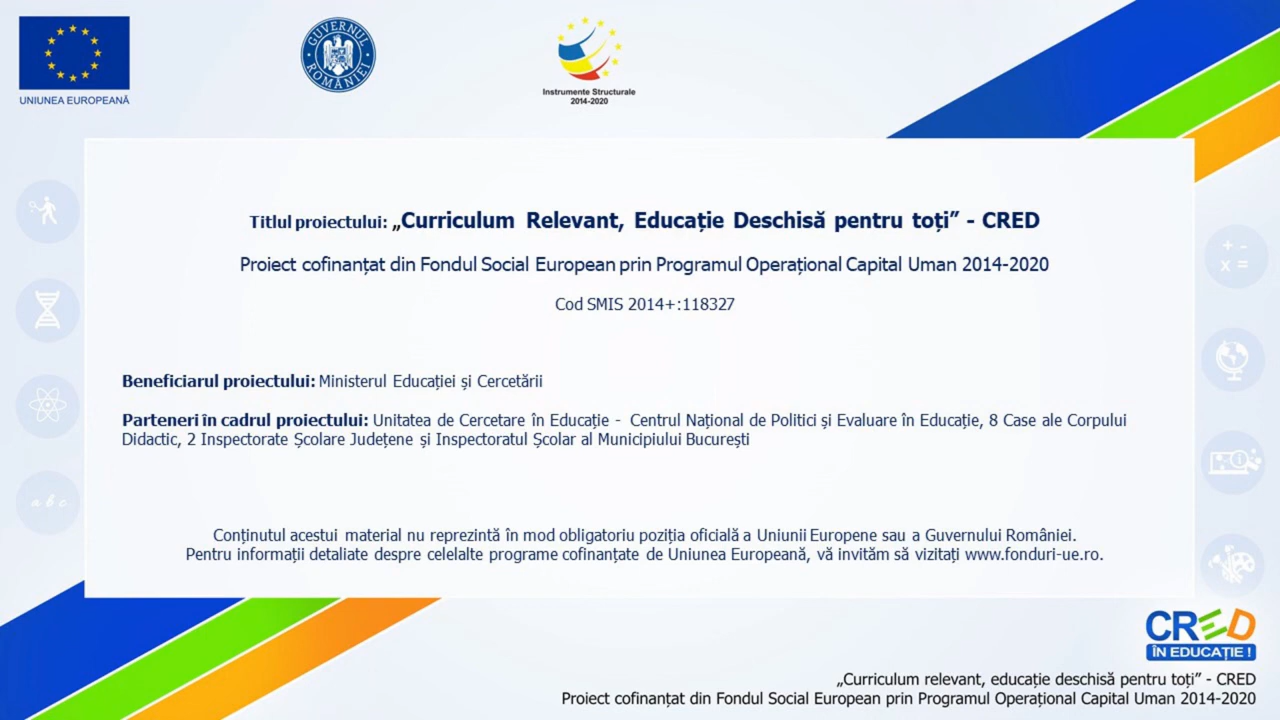 UNIUNEA EUROPEANĂ
GUVERNUL ROMÂNIEI
Instrumente Structurale
2014-2020
Titlul proiectului: „Curriculum Relevant, Educație Deschisă pentru toți” - CRED
Proiect cofinanțat din Fondul Social European prin Programul Operațional Capital Uman 2014-2020
Cod SMIS 2014+:118327
Beneficiarul proiectului: Ministerul Educației și Cercetării
Parteneri în cadrul proiectului: Unitatea de Cercetare în Educație - Centrul Național de Politici și Evaluare în Educație, 8 Case ale Corpului
Didactic, 2 Inspectorate Școlare Județene și Inspectoratul Școlar al Municipiului București
Conținutul acestui material nu reprezintă în mod obligatoriu poziția oficială a Uniunii Europene sau a Guvernului României.
Pentru informații detaliate despre celelalte programe cofinanțate de Uniunea Europeană, vă invităm să vizitați www.fonduri-ue.ro.
+ -
x =
a b c
CRED
ÎN EDUCAȚIE !
„Curriculum relevant, educație deschisă pentru toți” - CRED
Proiect cofinanțat din Fondul Social European prin Programul Operațional Capital Uman 2014-2020